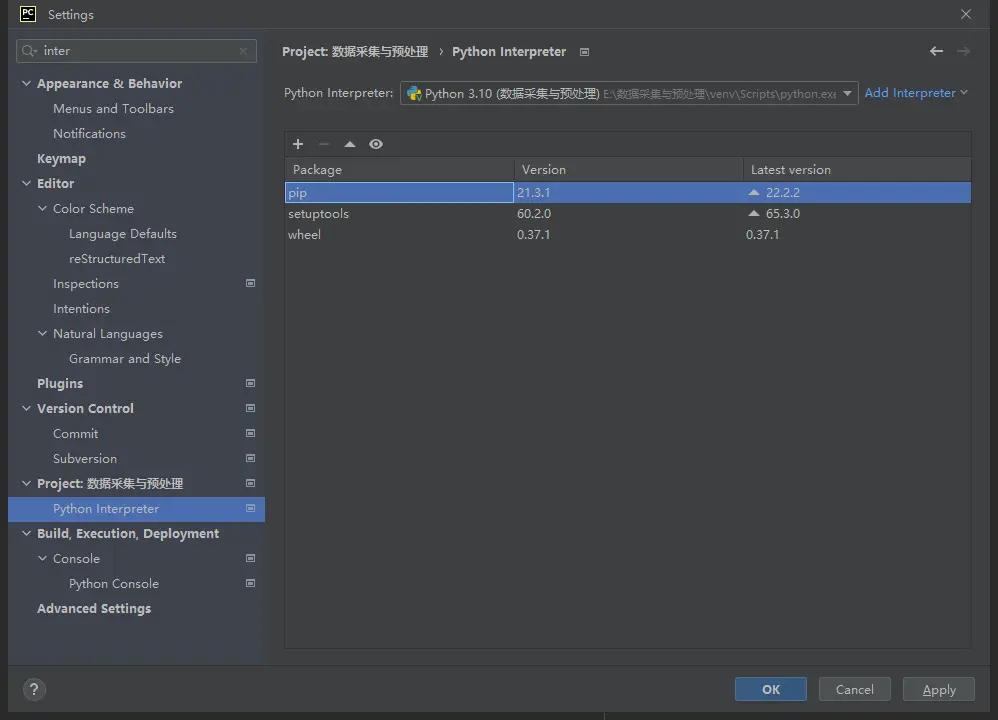 PC Settings
inter
Appearance & Behavior
Menus and Toolbars
Notifications
Keymap
Editor
Color Scheme
Language Defaults
reStructuredText
Inspections
Intentions
Natural Languages
Grammar and Style
Plugins
Version Control
Commit
Subversion
Project: 数据采集与预处理
Python Interpreter
Build, Execution, Deployment
Console
Python Console
Advanced Settings
Project: 数据采集与预处理 › Python Interpreter
Python Interpreter: Python 3.10 (数据采集与预处理) E:\数据采集与预处理\venv\Scripts\python.exe Add Interpreter
Package Version Latest version
pip 21.3.1 22.2.2
setuptools 60.2.0 65.3.0
wheel 0.37.1 0.37.1
? OK Cancel Apply